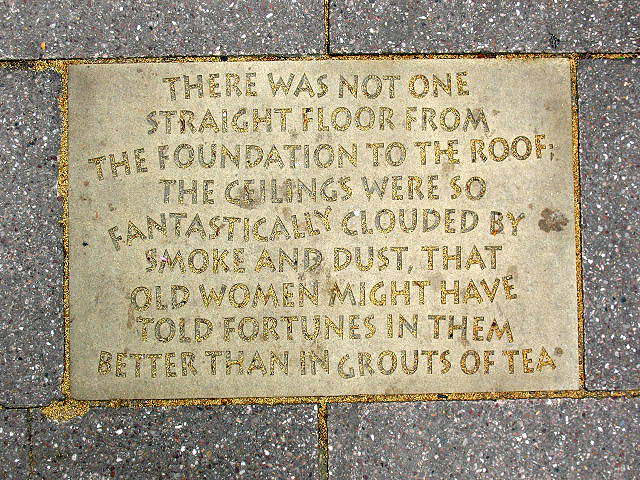 THERE WAS NOT ONE
STRAIGHT FLOOR FROM
THE FOUNDATION TO THE ROOF;
THE CEILINGS WERE SO
FANTASTICALLY CLOUDED BY
SMOKE AND DUST, THAT
OLD WOMEN MIGHT HAVE
TOLD FORTUNES IN THEM
BETTER THAN IN GROUTS OF TEA